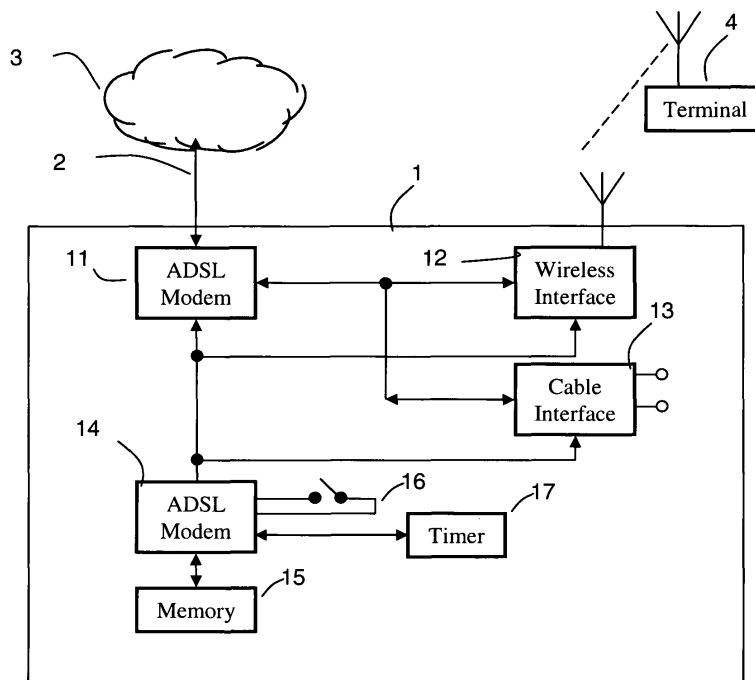 3
4
Terminal
2
1
11
ADSL
Modem
12
Wireless
Interface
13
Cable
Interface
14
ADSL
Modem
16
17
Timer
15
Memory